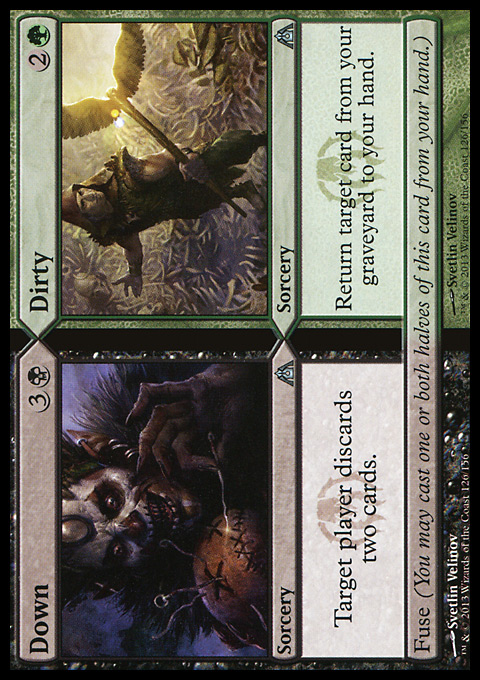 Down 3
Sorcery
Target player discards
two cards.
Svetlin Velinov
™ & © 2013 Wizards of the Coast 126/156
Dirty 2
Sorcery
Return target card from your
graveyard to your hand.
Svetlin Velinov
™ & © 2013 Wizards of the Coast 126/156
Fuse (You may cast one or both halves of this card from your hand.)